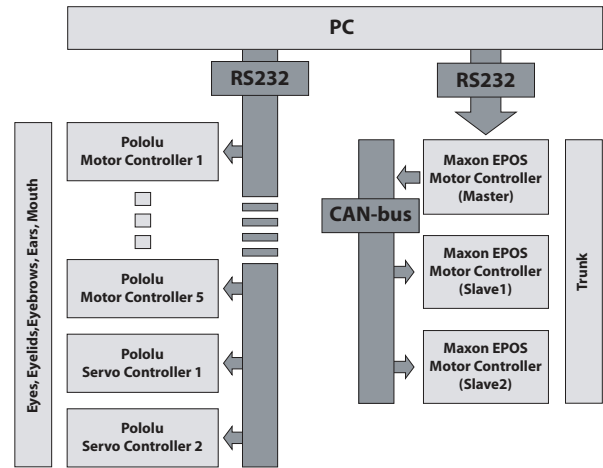 PC
RS232
RS232
Eyes, Eyelids,Eyebrows, Ears, Mouth
Pololu
Motor Controller 1
Pololu
Motor Controller 5
Pololu
Servo Controller 1
Pololu
Servo Controller 2
CAN-bus
Maxon EPOS
Motor Controller
(Master)
Maxon EPOS
Motor Controller
(Slave1)
Maxon EPOS
Motor Controller
(Slave2)
Trunk